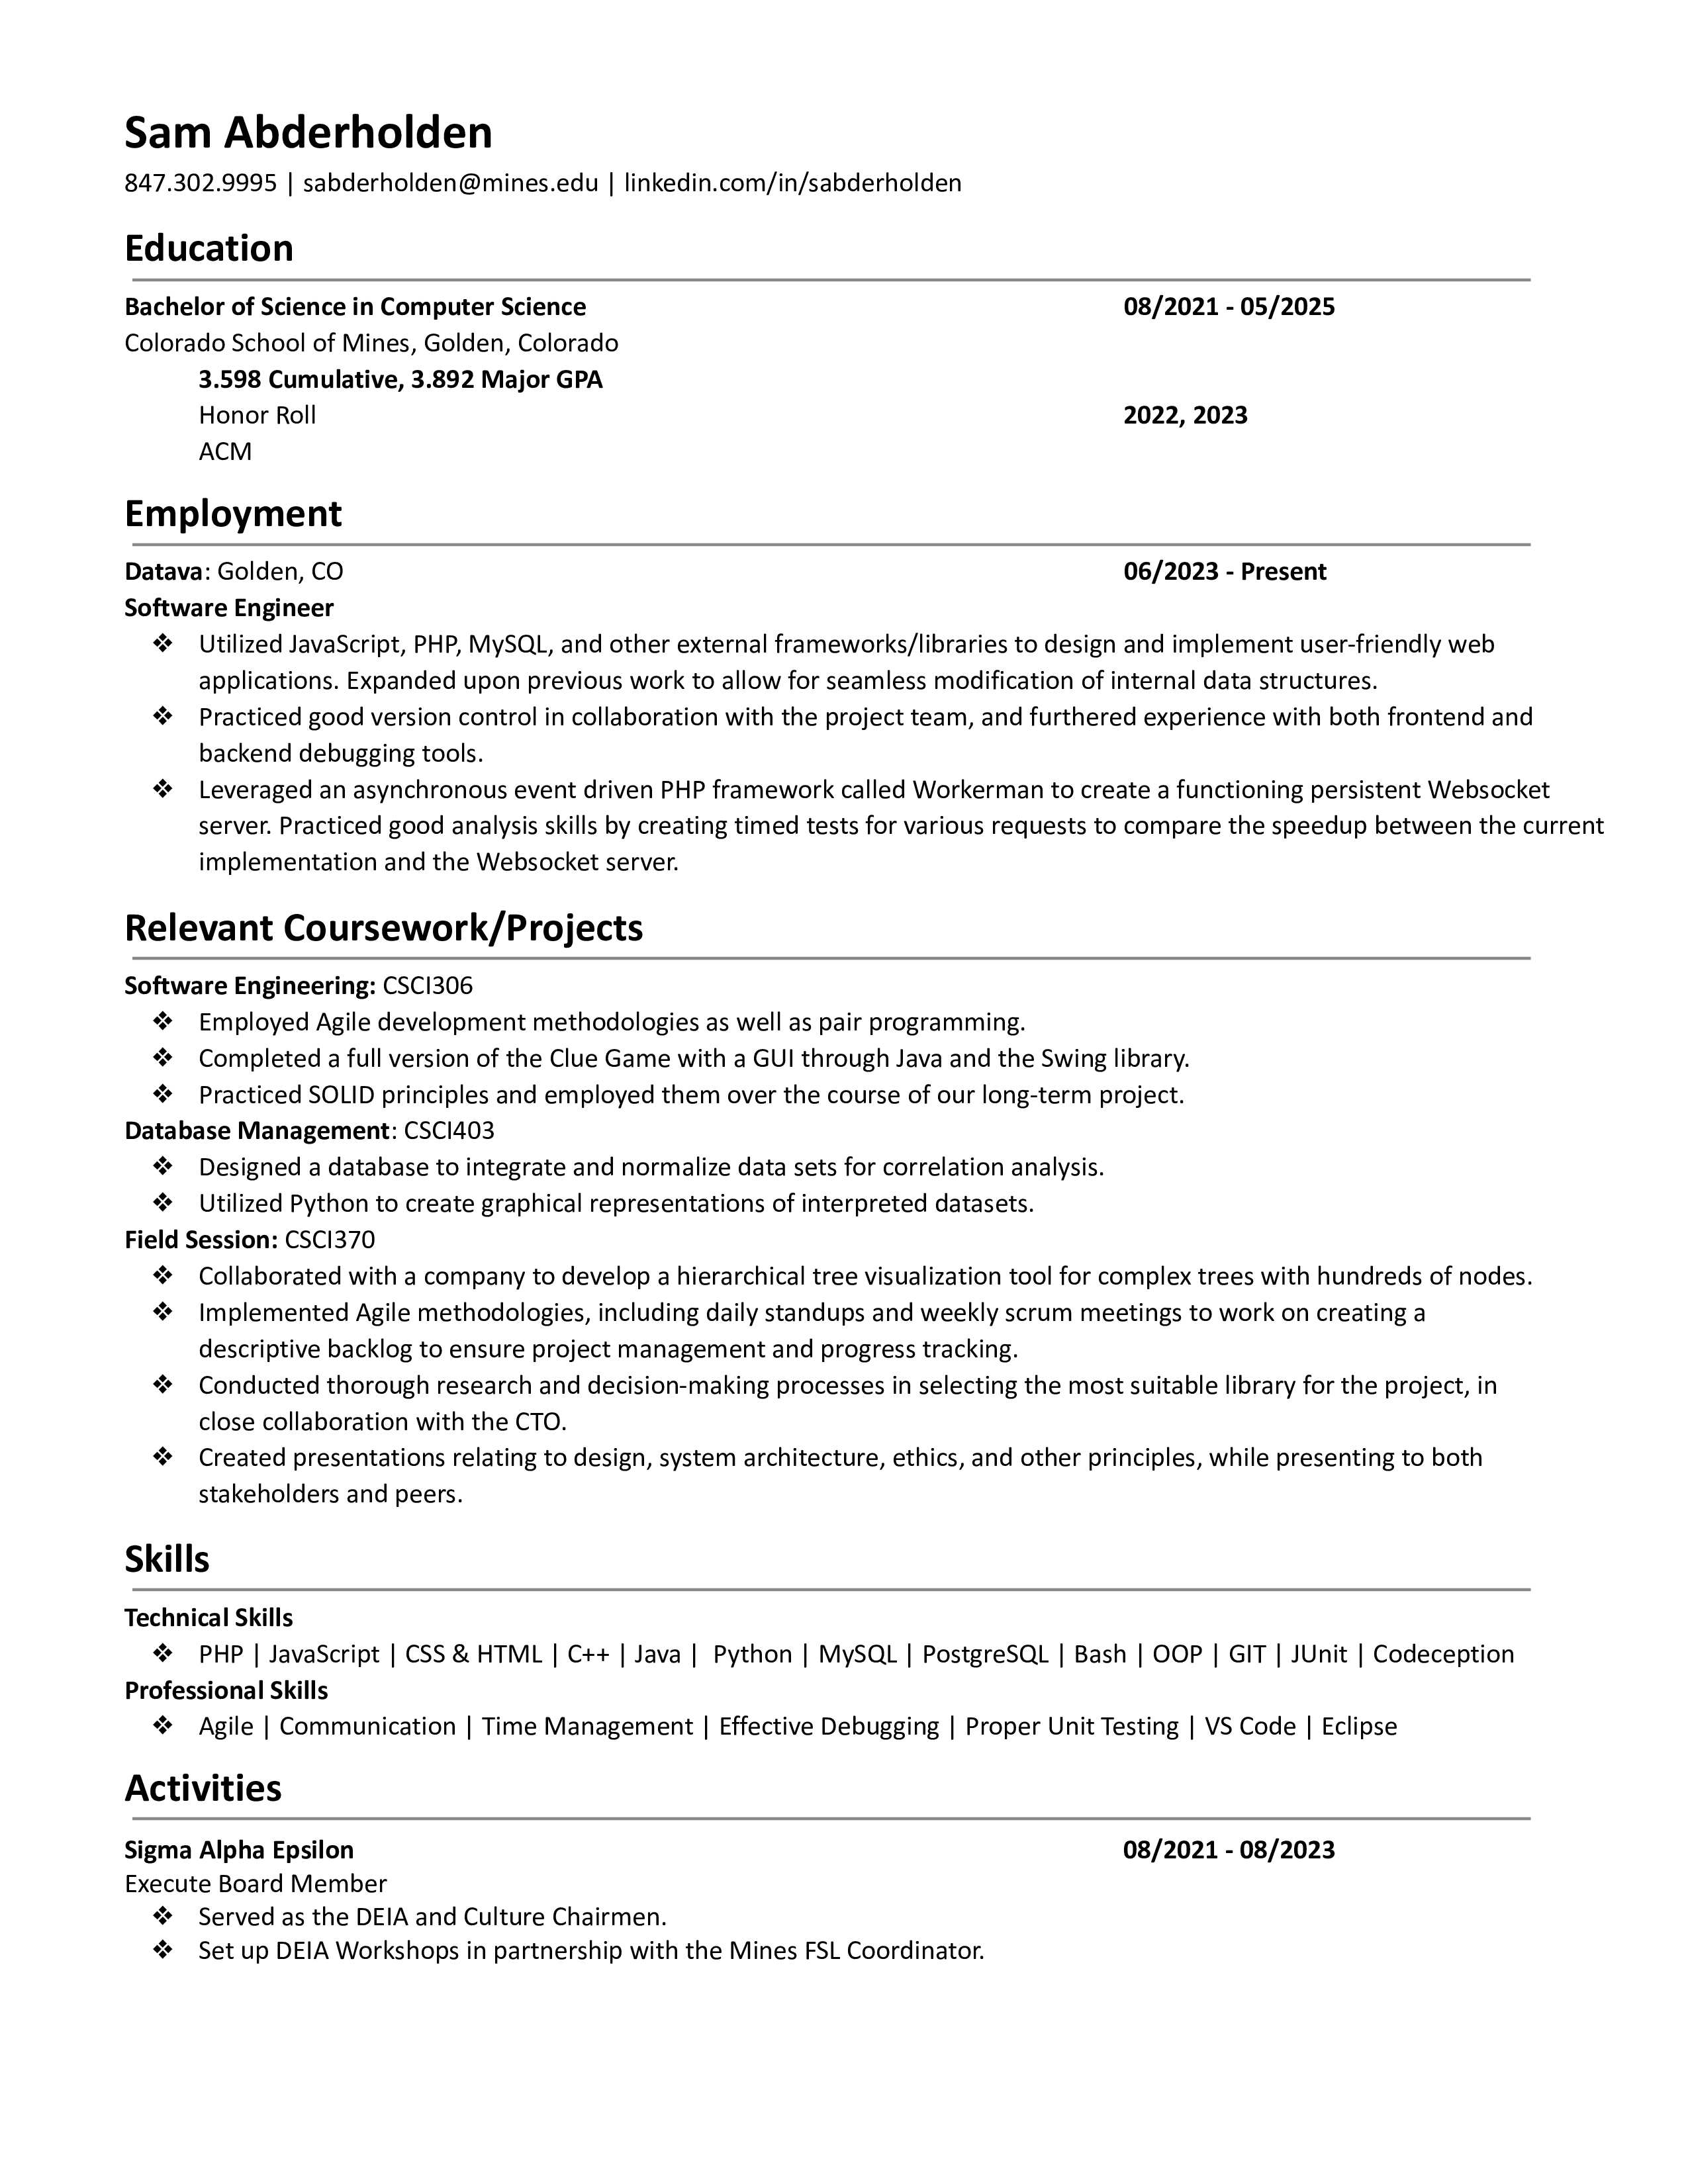 Sam Abderholden
847.302.9995 | sabderholden@mines.edu | linkedin.com/in/sabderholden
Education
Bachelor of Science in Computer Science 08/2021 - 05/2025
Colorado School of Mines, Golden, Colorado
3.598 Cumulative, 3.892 Major GPA
Honor Roll 2022, 2023
ACM
Employment
Datava: Golden, CO 06/2023 - Present
Software Engineer
❖ Utilized JavaScript, PHP, MySQL, and other external frameworks/libraries to design and implement user-friendly web
applications. Expanded upon previous work to allow for seamless modification of internal data structures.
❖ Practiced good version control in collaboration with the project team, and furthered experience with both frontend and
backend debugging tools.
❖ Leveraged an asynchronous event driven PHP framework called Workerman to create a functioning persistent Websocket
server. Practiced good analysis skills by creating timed tests for various requests to compare the speedup between the current
implementation and the Websocket server.
Relevant Coursework/Projects
Software Engineering: CSCI306
❖ Employed Agile development methodologies as well as pair programming.
❖ Completed a full version of the Clue Game with a GUI through Java and the Swing library.
❖ Practiced SOLID principles and employed them over the course of our long-term project.
Database Management: CSCI403
❖ Designed a database to integrate and normalize data sets for correlation analysis.
❖ Utilized Python to create graphical representations of interpreted datasets.
Field Session: CSCI370
❖ Collaborated with a company to develop a hierarchical tree visualization tool for complex trees with hundreds of nodes.
❖ Implemented Agile methodologies, including daily standups and weekly scrum meetings to work on creating a
descriptive backlog to ensure project management and progress tracking.
❖ Conducted thorough research and decision-making processes in selecting the most suitable library for the project, in
close collaboration with the CTO.
❖ Created presentations relating to design, system architecture, ethics, and other principles, while presenting to both
stakeholders and peers.
Skills
Technical Skills
❖ PHP | JavaScript | CSS & HTML | C++ | Java | Python | MySQL | PostgreSQL | Bash | OOP | GIT | JUnit | Codeception
Professional Skills
❖ Agile | Communication | Time Management | Effective Debugging | Proper Unit Testing | VS Code | Eclipse
Activities
Sigma Alpha Epsilon 08/2021 - 08/2023
Execute Board Member
❖ Served as the DEIA and Culture Chairmen.
❖ Set up DEIA Workshops in partnership with the Mines FSL Coordinator.